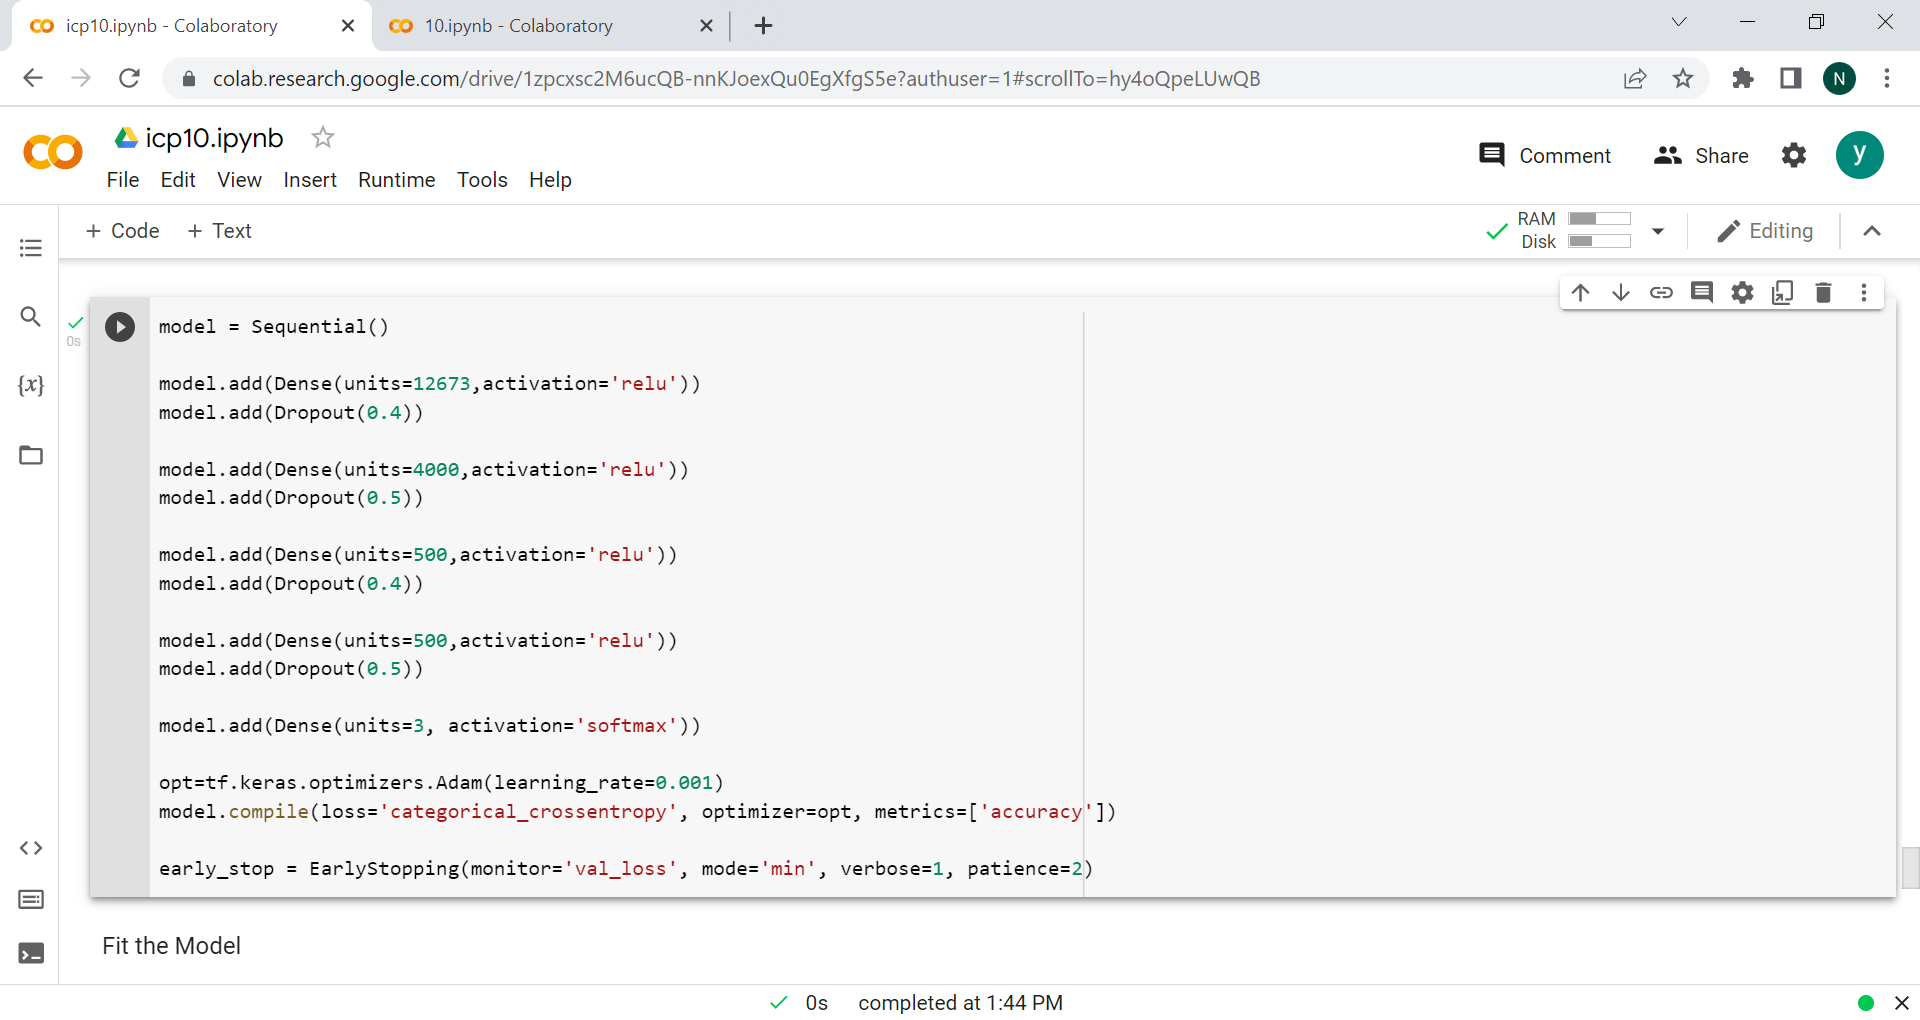 icp10.ipynb - Colaboratory
10.ipynb - Colaboratory
colab.research.google.com/drive/1zpcxsc2M6ucQB-nnKJoexQu0EgXfgS5e?authuser=1#scrollTo=hy4oQpeLUwQB
N
icp10.ipynb
Comment
Share
y
File Edit View Insert Runtime Tools Help
+ Code + Text
RAM
Disk
Editing
{x}
0s
model = Sequential()
model.add(Dense(units=12673,activation='relu'))
model.add(Dropout(0.4))
model.add(Dense(units=4000,activation='relu'))
model.add(Dropout(0.5))
model.add(Dense(units=500,activation='relu'))
model.add(Dropout(0.4))
model.add(Dense(units=500,activation='relu'))
model.add(Dropout(0.5))
model.add(Dense(units=3, activation='softmax'))
opt=tf.keras.optimizers.Adam(learning_rate=0.001)
model.compile(loss='categorical_crossentropy', optimizer=opt, metrics=['accuracy'])
early_stop = EarlyStopping(monitor='val_loss', mode='min', verbose=1, patience=2)
Fit the Model
0s completed at 1:44 PM